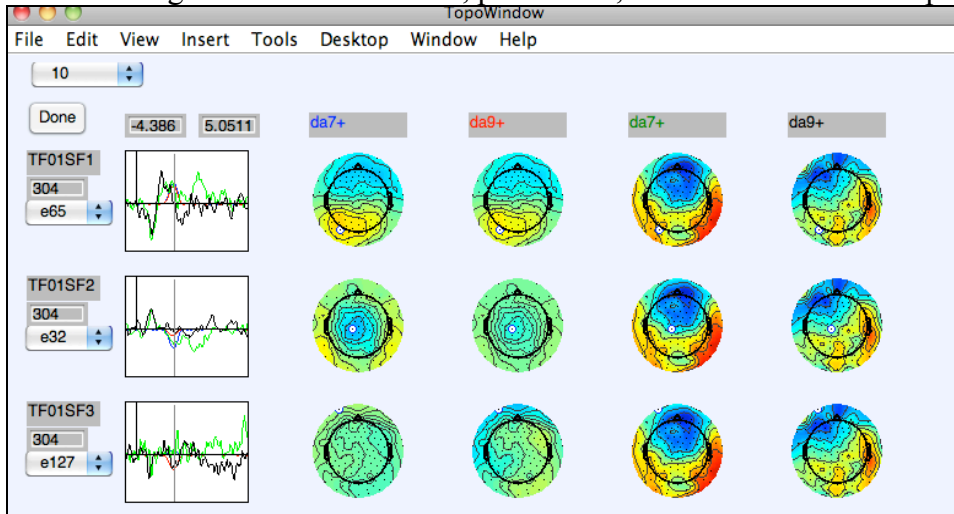 TopoWindow
File Edit View Insert Tools Desktop Window Help
10
Done -4.386 5.0511 da7+ da9+ da7+ da9+
TF01SF1
304
e65
TF01SF2
304
e32
TF01SF3
304
e127